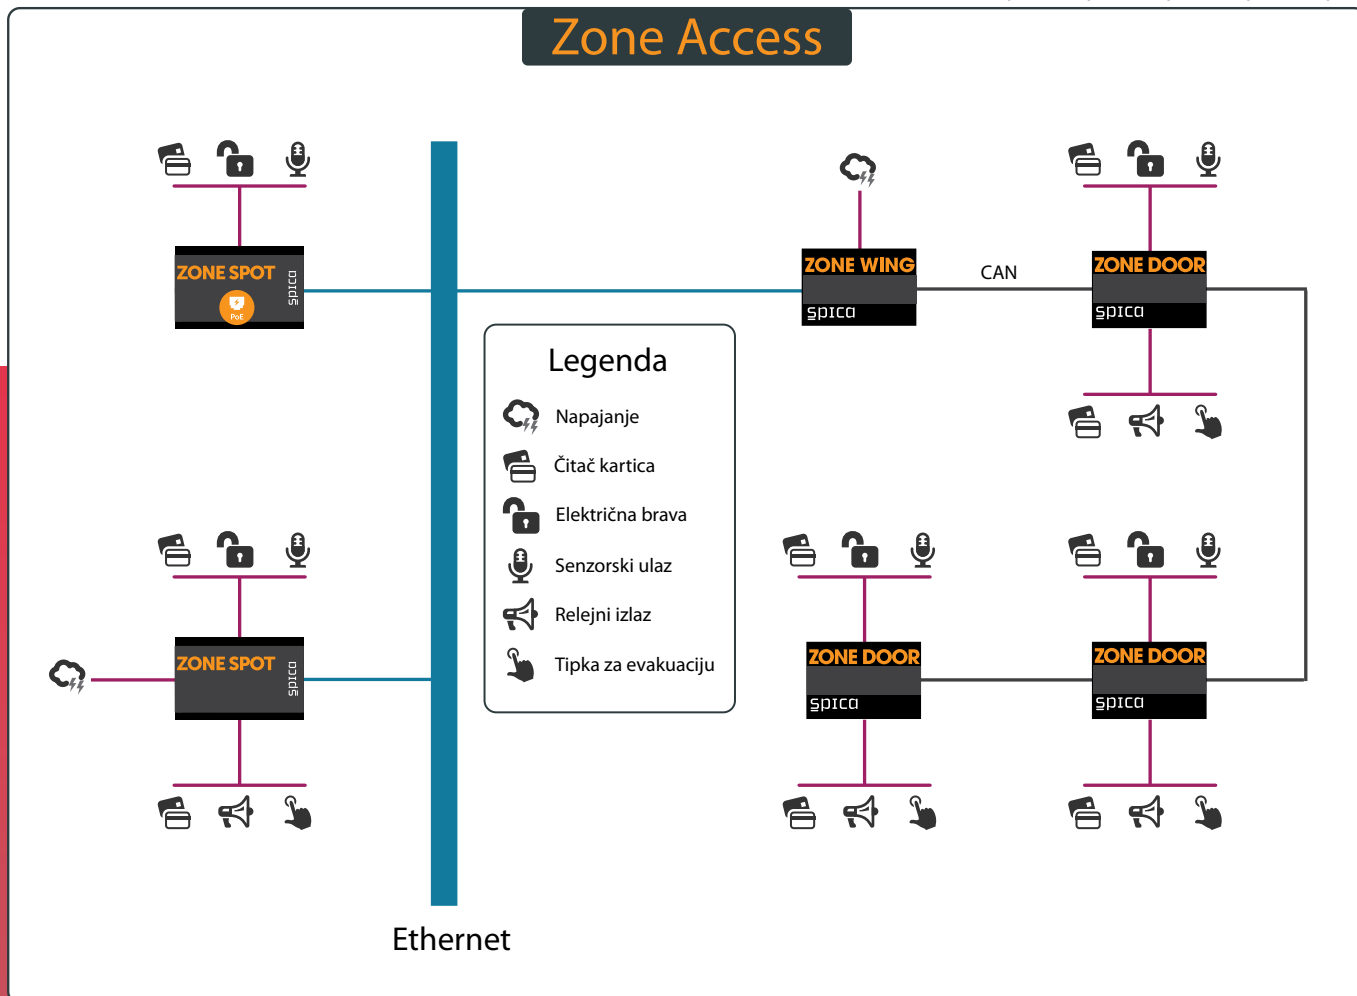 Zone Access
ZONE SPOT
PoE
spica
ZONE WING
spica
CAN
ZONE DOOR
spica
Legenda
Napajanje
Čitač kartica
Električna brava
Senzorski ulaz
Relejni izlaz
Tipka za evakuaciju
ZONE SPOT
spica
ZONE DOOR
spica
ZONE DOOR
spica
Ethernet